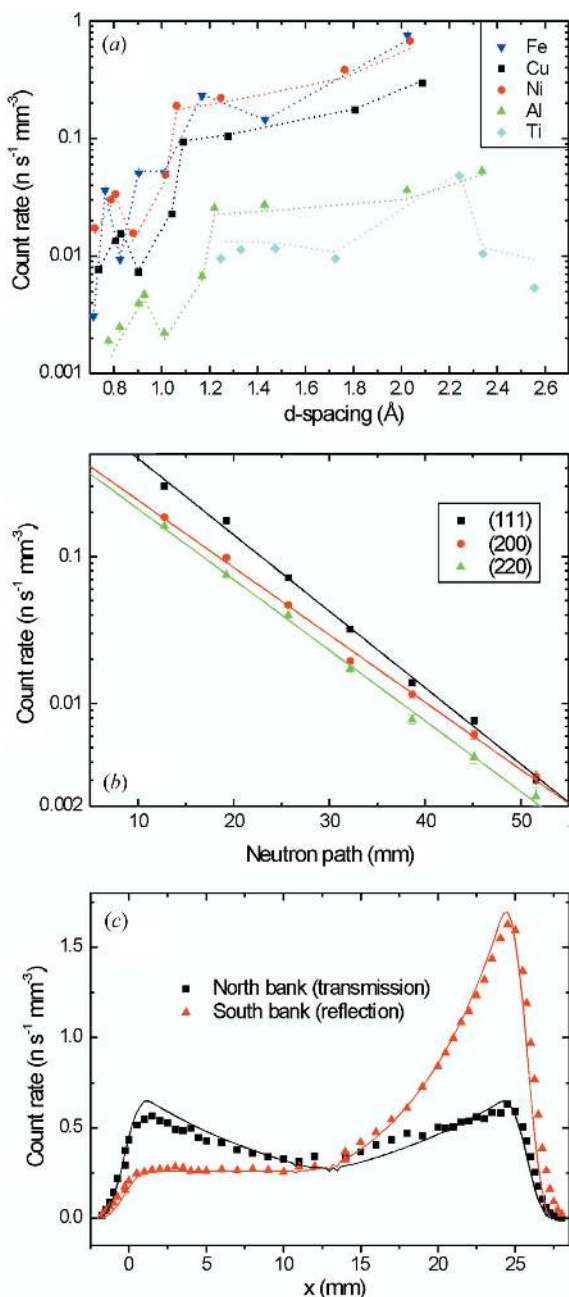 (a)
1
0.1
0.01
0.001
Count rate (n s⁻¹ mm⁻³)
Fe
Cu
Ni
Al
Ti
0.8 1.0 1.2 1.4 1.6 1.8 2.0 2.2 2.4 2.6
d-spacing (Å)
0.1
0.01
0.002
Count rate (n s⁻¹ mm⁻³)
(111)
(200)
(220)
(b)
10 20 30 40 50
Neutron path (mm)
(c)
1.5
1.0
0.5
0.0
Count rate (n s⁻¹ mm⁻³)
North bank (transmission)
South bank (reflection)
0 5 10 15 20 25
x (mm)